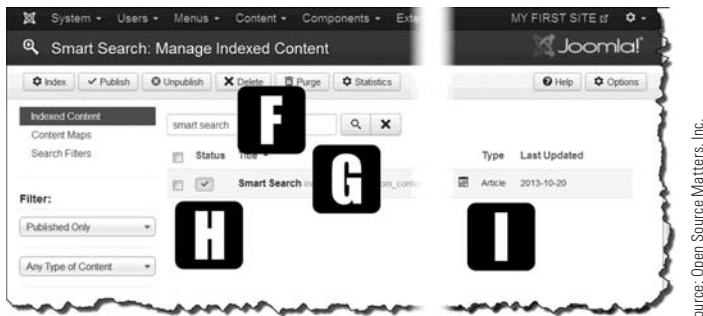 System Users Menus Content Components Exte MY FIRST SITE
Smart Search: Manage Indexed Content Joomla!
Index Publish Unpublish Delete Purge Statistics Help Options
Indexed Content
Content Maps
Search Filters
smart search
F
G
Status Title Type Last Updated
Smart Search Article 2013-10-20
H
I
Filter:
Published Only
Any Type of Content
ource: Open Source Matters, Inc.